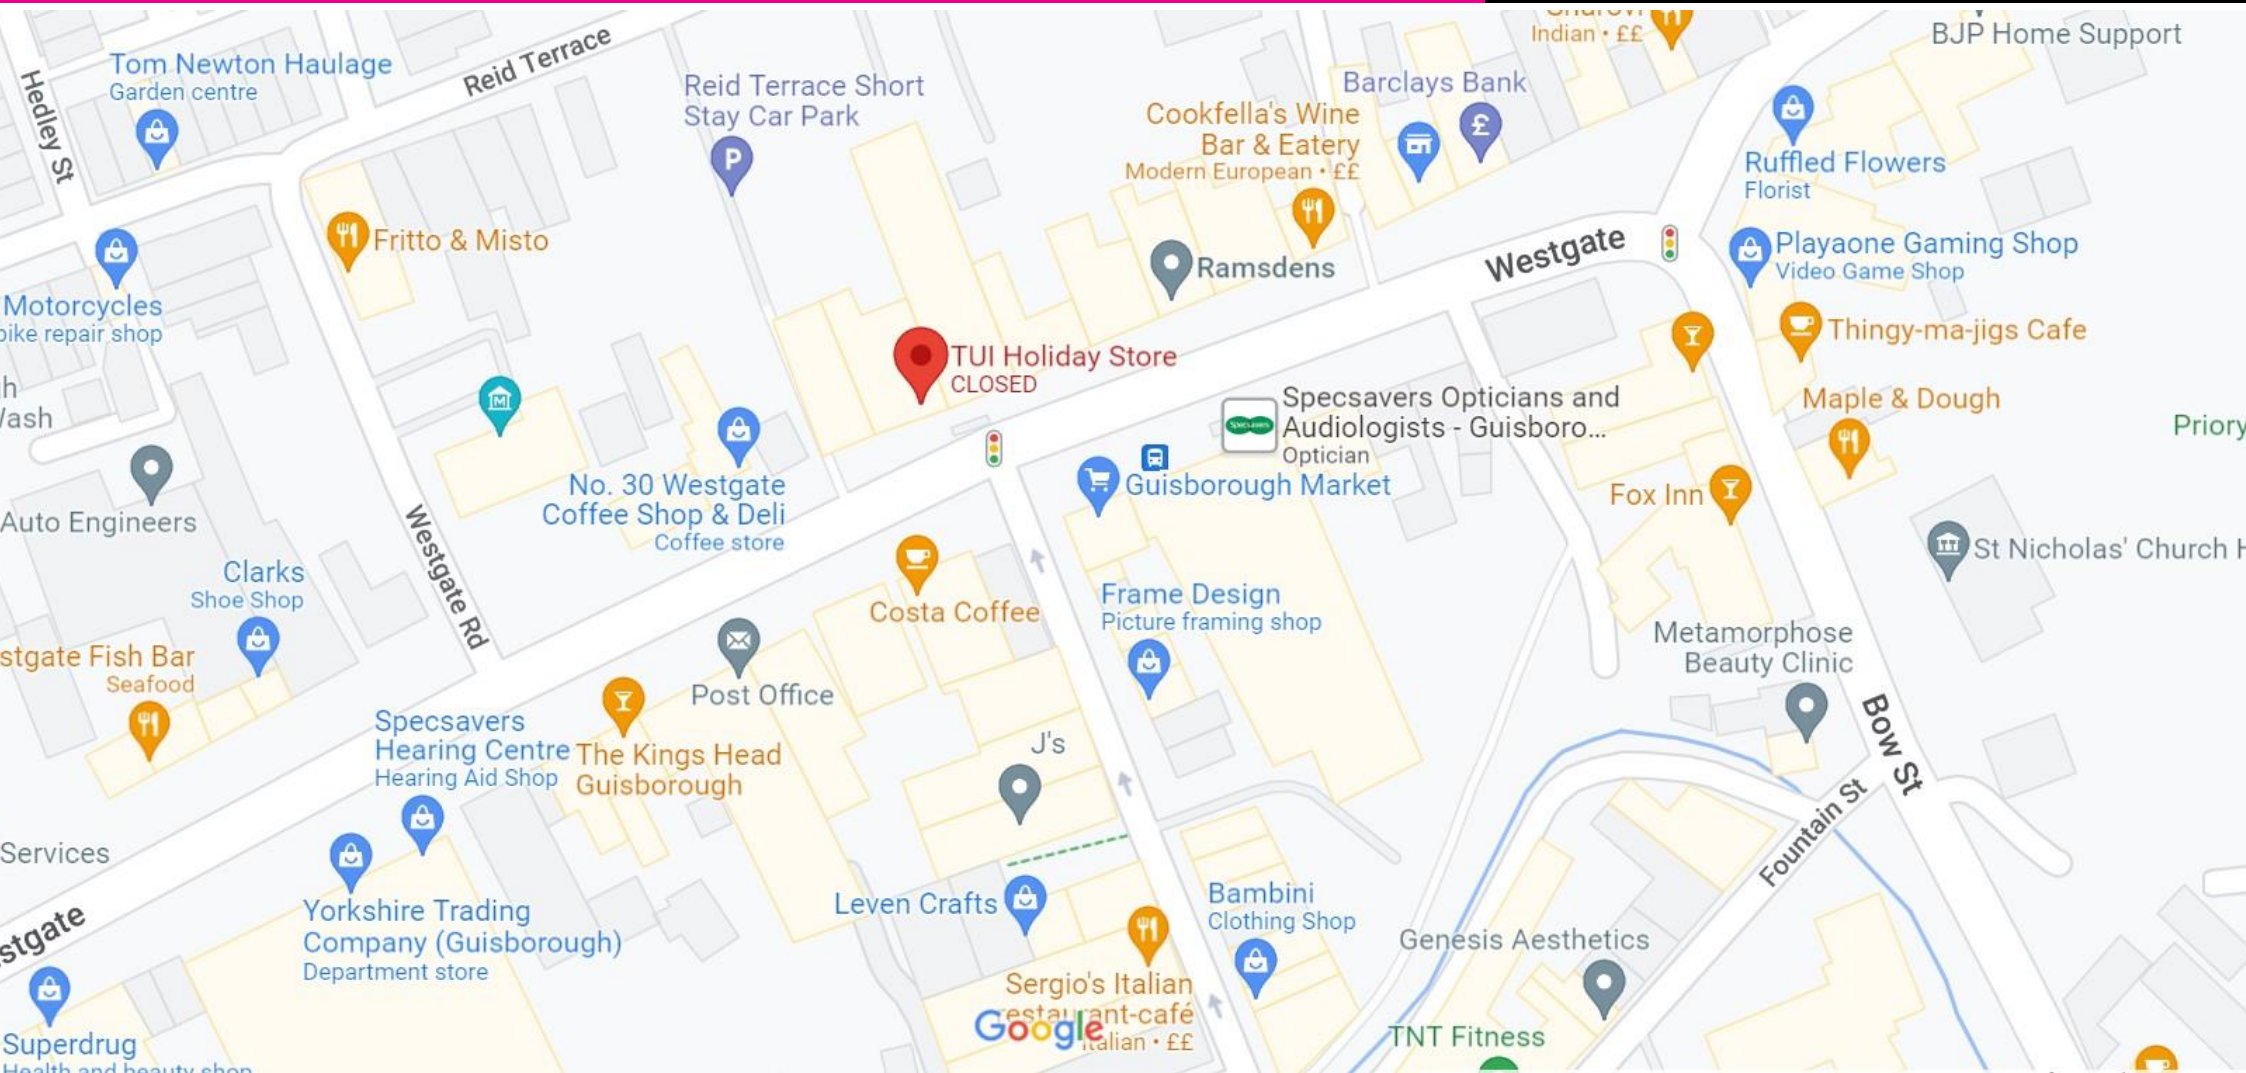 Indian • ££
BJP Home Support
Tom Newton Haulage
Garden centre
Reid Terrace
Hedley St
Reid Terrace Short
Stay Car Park
P
Barclays Bank
£
Cookfella's Wine
Bar & Eatery
Modern European • ££
Ruffled Flowers
Florist
Fritto & Misto
Ramsdens
Westgate
Playaone Gaming Shop
Video Game Shop
Motorcycles
bike repair shop
TUI Holiday Store
CLOSED
Thingy-ma-jigs Cafe
Maple & Dough
M
Specsavers
Specsavers Opticians and
Audiologists - Guisboro...
Optician
Priory
No. 30 Westgate
Coffee Shop & Deli
Coffee store
Guisborough Market
Fox Inn
Auto Engineers
Westgate Rd
St Nicholas' Church H
Clarks
Shoe Shop
Costa Coffee
Frame Design
Picture framing shop
Metamorphose
Beauty Clinic
stgate Fish Bar
Seafood
Post Office
Specsavers
Hearing Centre
Hearing Aid Shop
The Kings Head
Guisborough
J's
Bow St
Fountain St
Services
Yorkshire Trading
Company (Guisborough)
Department store
stgate
Leven Crafts
Bambini
Clothing Shop
Genesis Aesthetics
Sergio's Italian
restaurant-café
Italian • ££
Google
TNT Fitness
Superdrug
Health and beauty shop